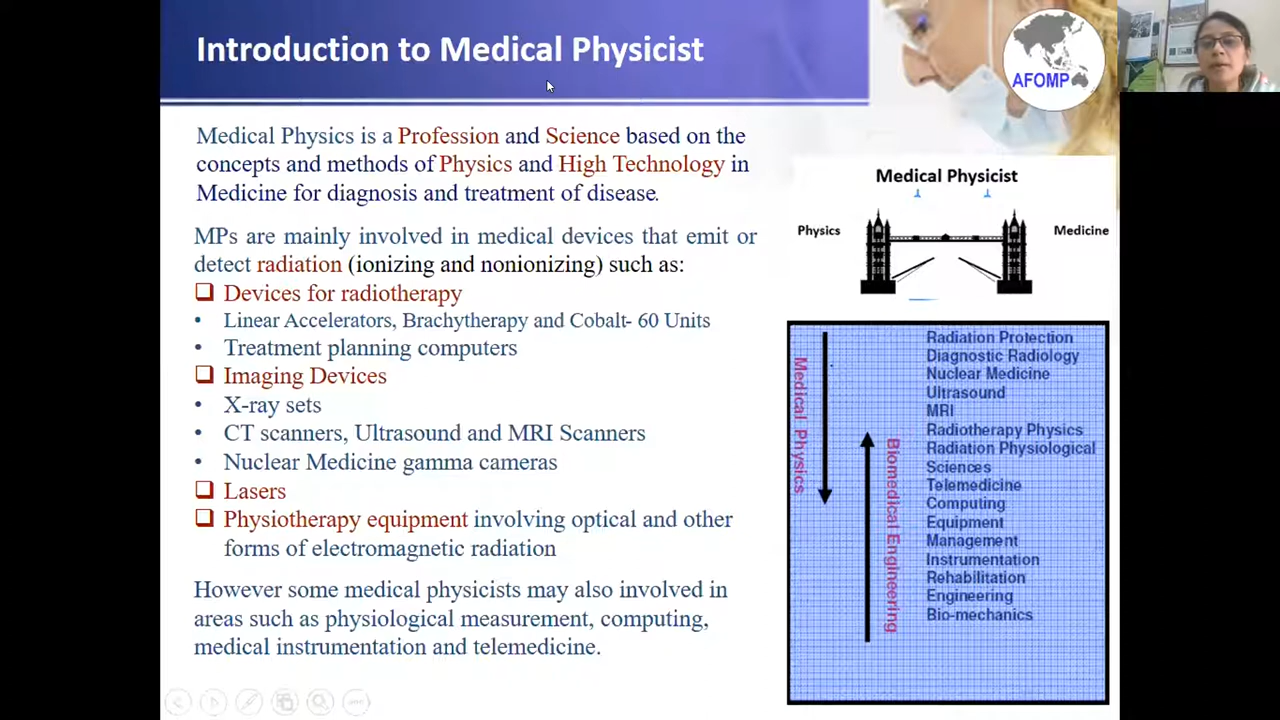 Introduction to Medical Physicist
AFOMP
Medical Physics is a Profession and Science based on the
concepts and methods of Physics and High Technology in
Medicine for diagnosis and treatment of disease.
MPs are mainly involved in medical devices that emit or
detect radiation (ionizing and nonionizing) such as:
Devices for radiotherapy
Linear Accelerators, Brachytherapy and Cobalt- 60 Units
Treatment planning computers
Imaging Devices
X-ray sets
CT scanners, Ultrasound and MRI Scanners
Nuclear Medicine gamma cameras
Lasers
Physiotherapy equipment involving optical and other
forms of electromagnetic radiation
However some medical physicists may also involved in
areas such as physiological measurement, computing,
medical instrumentation and telemedicine.
Medical Physicist
Physics
Medicine
Medical Physics
Biomedical Engineering
Radiation Protection
Diagnostic Radiology
Nuclear Medicine
Ultrasound
MRI
Radiotherapy Physics
Radiation Physiological
Sciences
Telemedicine
Computing
Equipment
Management
Instrumentation
Rehabilitation
Engineering
Bio-mechanics